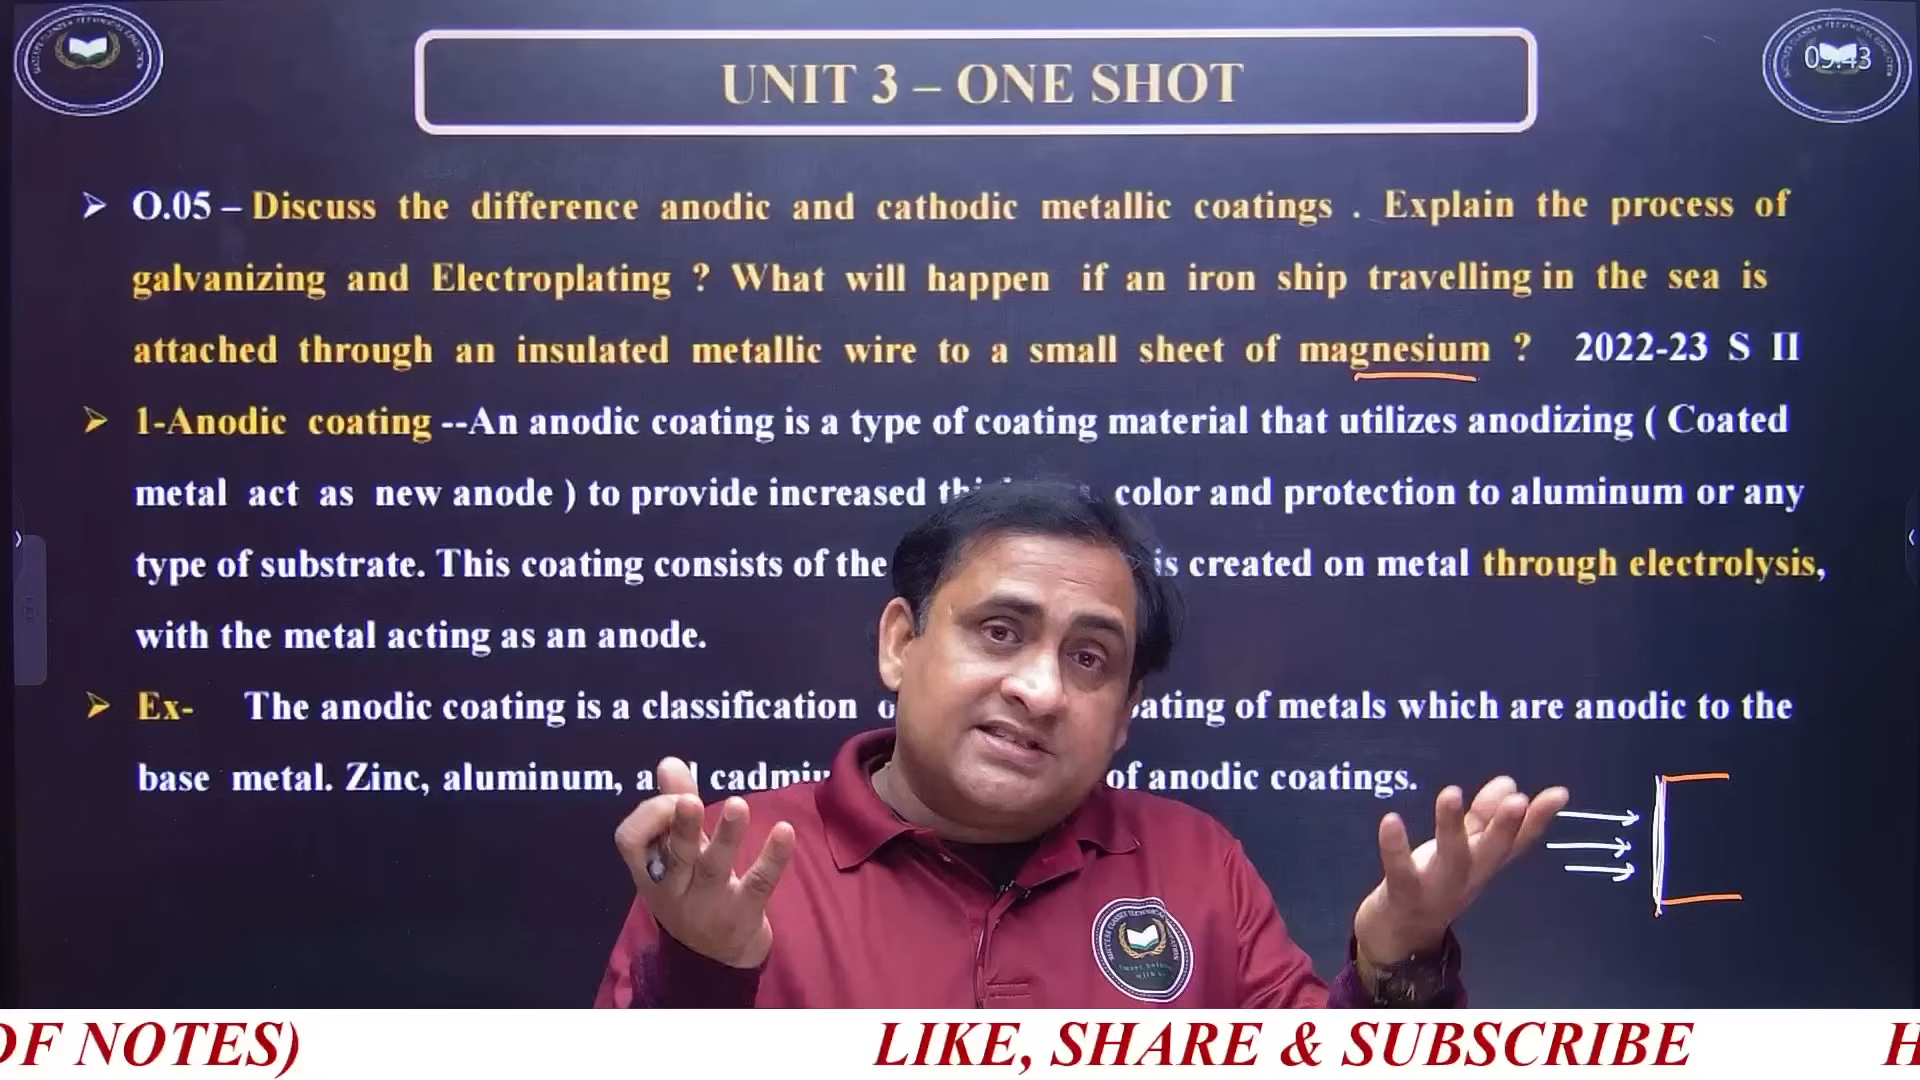 UNIT 3 – ONE SHOT
09:43
O.05 – Discuss the difference anodic and cathodic metallic coatings . Explain the process of
galvanizing and Electroplating ? What will happen if an iron ship travelling in the sea is
attached through an insulated metallic wire to a small sheet of magnesium ? 2022-23 S II
1-Anodic coating --An anodic coating is a type of coating material that utilizes anodizing ( Coated
metal act as new anode ) to provide increased color and protection to aluminum or any
type of substrate. This coating consists of the is created on metal through electrolysis,
with the metal acting as an anode.
Ex- The anodic coating is a classification of metals which are anodic to the
base metal. Zinc, aluminum, of anodic coatings.
NOTES) LIKE, SHARE & SUBSCRIBE